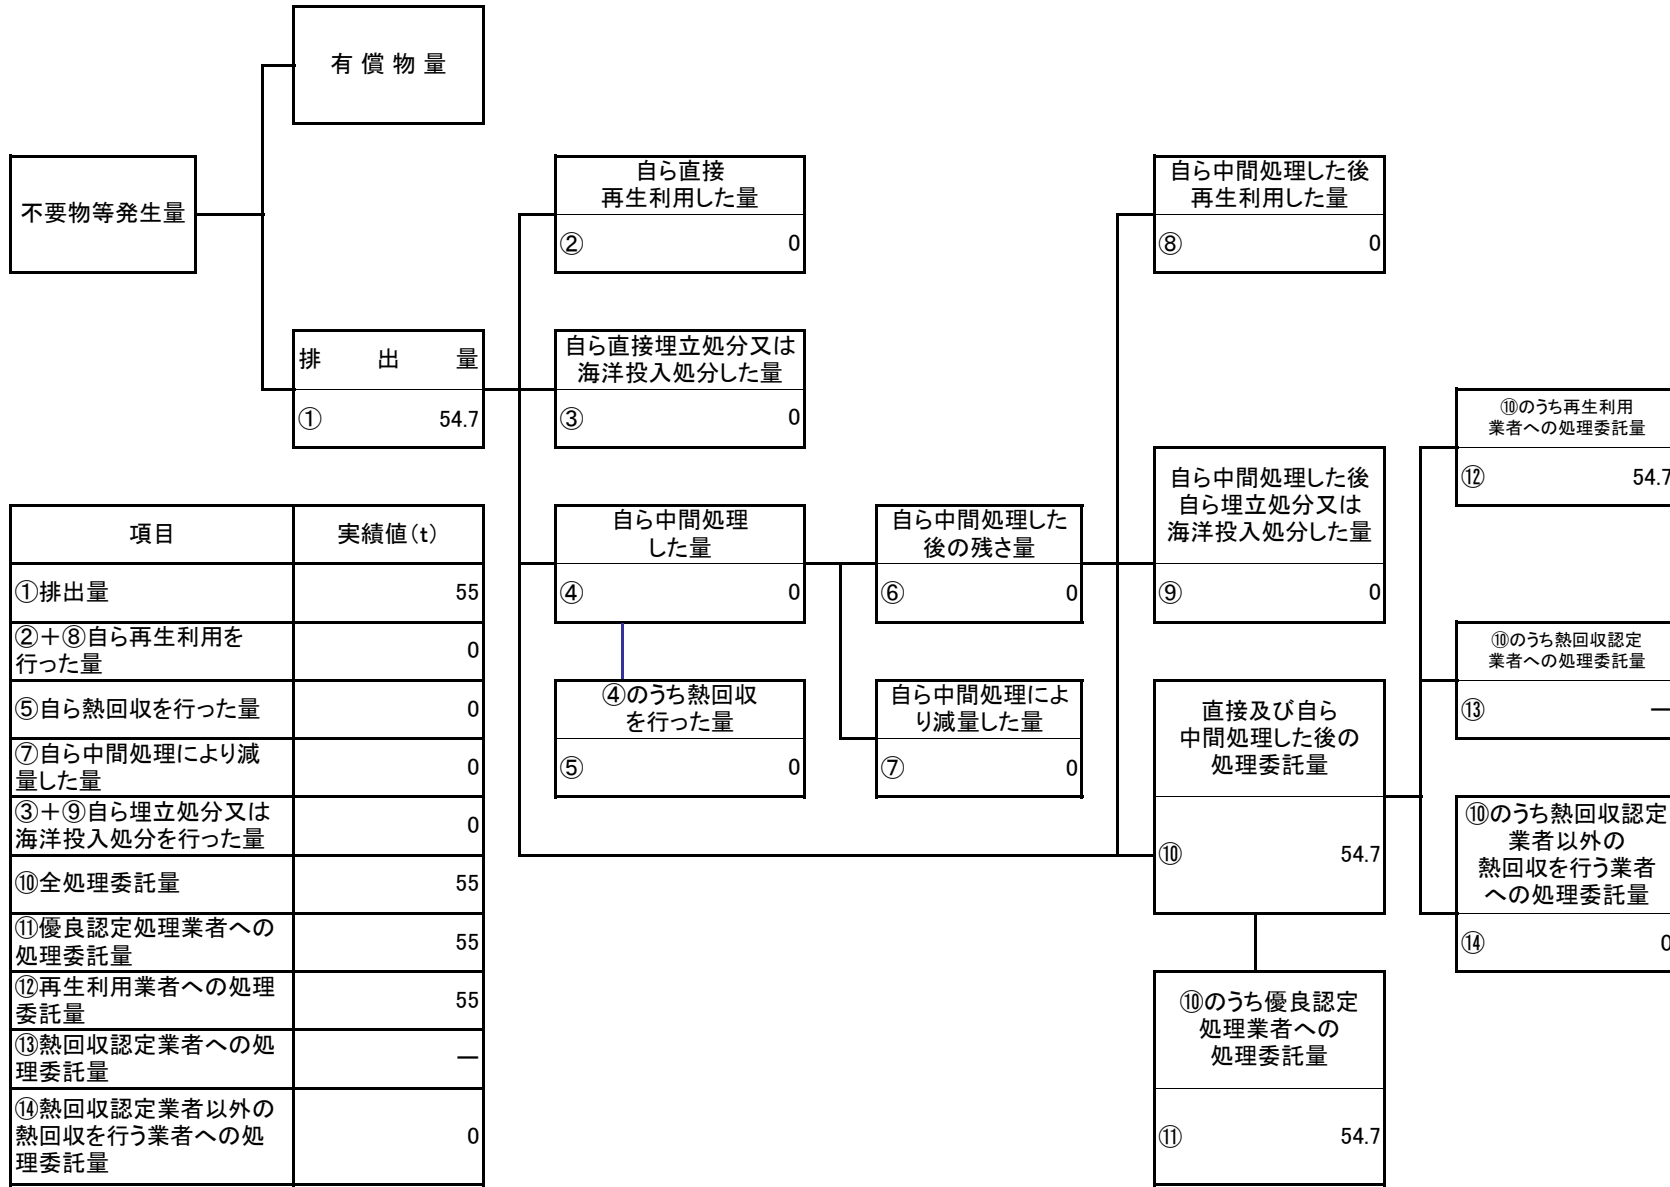 有償物量
不要物等発生量
排出量
① 54.7
自ら直接
再生利用した量
② 0
自ら直接埋立処分又は
海洋投入処分した量
③ 0
自ら中間処理
した量
④ 0
④のうち熱回収
を行った量
⑤ 0
自ら中間処理した
後の残さ量
⑥ 0
自ら中間処理によ
り減量した量
⑦ 0
自ら中間処理した後
再生利用した量
⑧ 0
自ら中間処理した後
自ら埋立処分又は
海洋投入処分した量
⑨ 0
直接及び自ら
中間処理した後の
処理委託量
⑩ 54.7
⑩のうち優良認定
処理業者への
処理委託量
⑪ 54.7
⑩のうち再生利用
業者への処理委託量
⑫ 54.7
⑩のうち熱回収認定
業者への処理委託量
⑬ ―
⑩のうち熱回収認定
業者以外の
熱回収を行う業者
への処理委託量
⑭ 0
項目 実績値(t)
①排出量 55
②+⑧自ら再生利用を
行った量 0
⑤自ら熱回収を行った量 0
⑦自ら中間処理により減
量した量 0
③+⑨自ら埋立処分又は
海洋投入処分を行った量 0
⑩全処理委託量 55
⑪優良認定処理業者への
処理委託量 55
⑫再生利用業者への処理
委託量 55
⑬熱回収認定業者への処
理委託量 ―
⑭熱回収認定業者以外の
熱回収を行う業者への処
理委託量 0